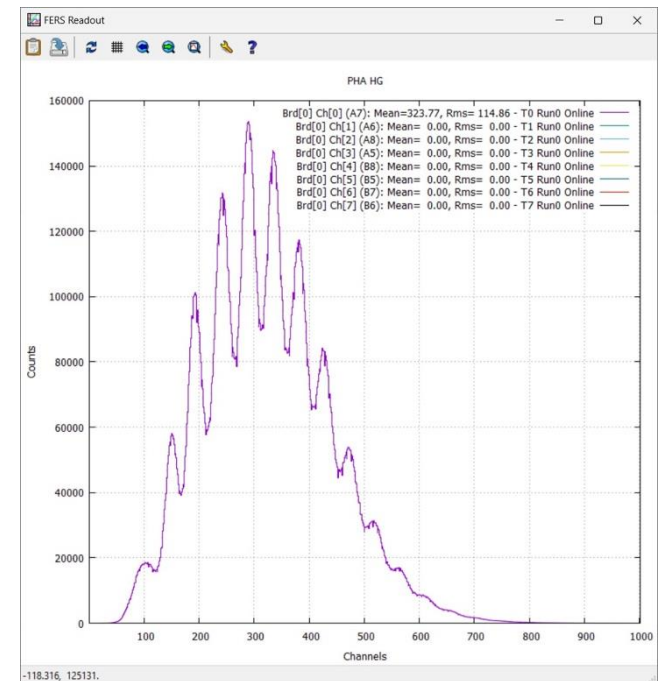 FERS Readout
PHA HG
Brd[0] Ch[0] (A7): Mean=323.77, Rms= 114.86 - T0 Run0 Online
Brd[0] Ch[1] (A6): Mean= 0.00, Rms= 0.00 - T1 Run0 Online
Brd[0] Ch[2] (A8): Mean= 0.00, Rms= 0.00 - T2 Run0 Online
Brd[0] Ch[3] (A5): Mean= 0.00, Rms= 0.00 - T3 Run0 Online
Brd[0] Ch[4] (B8): Mean= 0.00, Rms= 0.00 - T4 Run0 Online
Brd[0] Ch[5] (B5): Mean= 0.00, Rms= 0.00 - T5 Run0 Online
Brd[0] Ch[6] (B7): Mean= 0.00, Rms= 0.00 - T6 Run0 Online
Brd[0] Ch[7] (B6): Mean= 0.00, Rms= 0.00 - T7 Run0 Online
160000
140000
120000
100000
80000
60000
40000
20000
0
Counts
100 200 300 400 500 600 700 800 900 1000
Channels
-118.316, 125131.